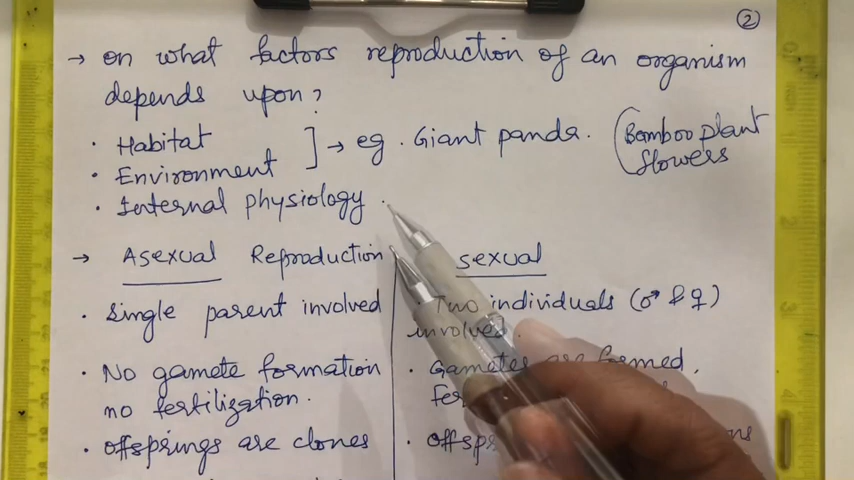 ②
→ on what factors reproduction of an organism
depends upon?
• Habitat
• Environment
] → eg. Giant panda. (Bamboo plant
flowers
• Internal physiology.
→ Asexual Reproduction
• Single parent involved
• No gamete formation
no fertilization.
• offsprings are clones
sexual
• Two individuals (♂ & ♀)
involved.
• Gametes are formed,